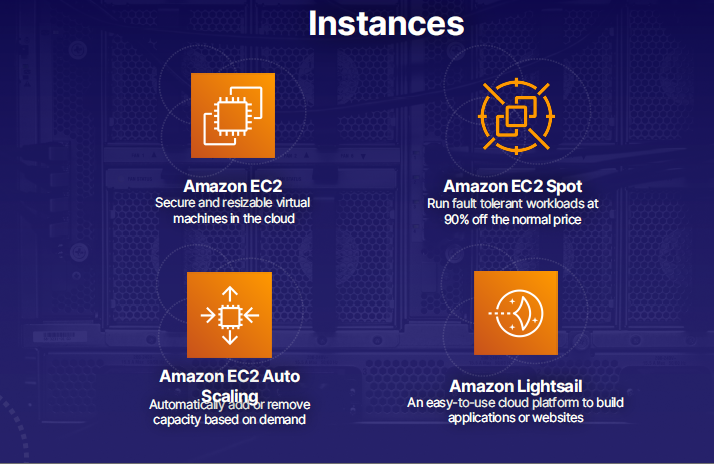 Instances
Amazon EC2
Secure and resizable virtual
machines in the cloud
Amazon EC2 Spot
Run fault tolerant workloads at
90% off the normal price
Amazon EC2 Auto
Scaling
Automatically add or remove
capacity based on demand
Amazon Lightsail
An easy-to-use cloud platform to build
applications or websites